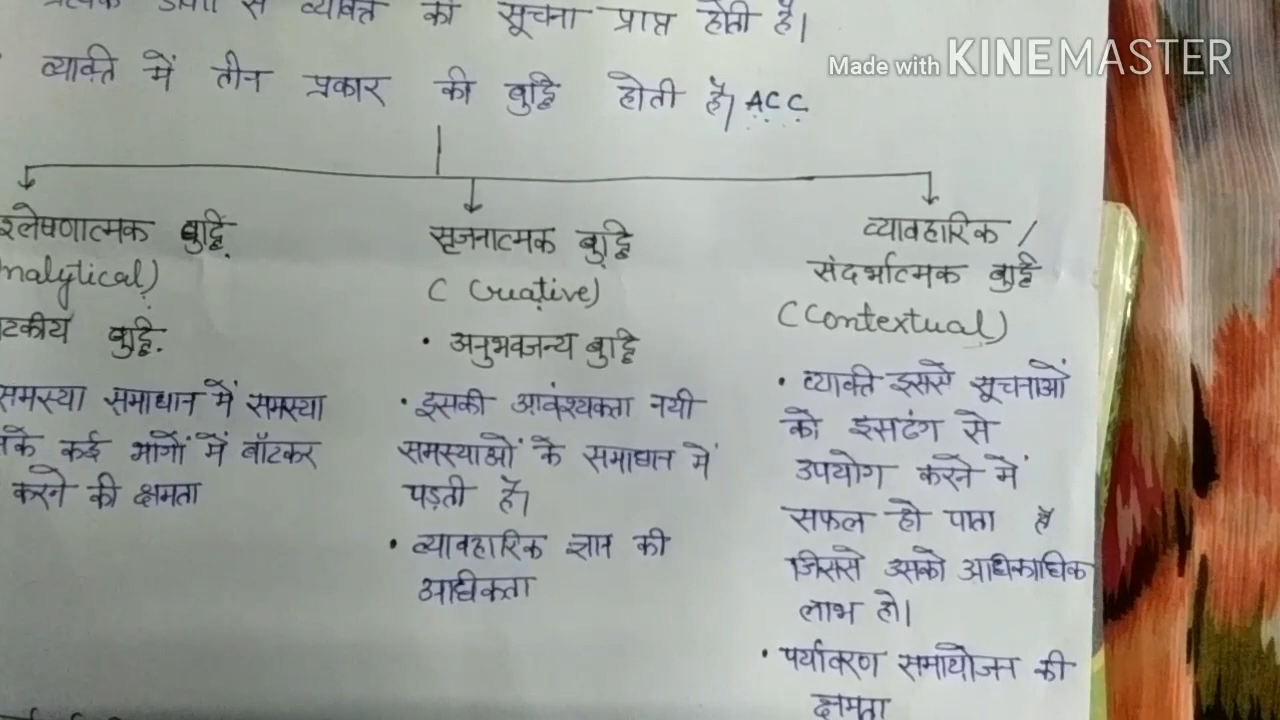 से व्यक्ति को सूचना प्राप्त होती है।
Made with KINEMASTER
व्यक्ति में तीन प्रकार की बुद्धि होती है। ACC
श्लेषणात्मक बुद्धि
nalytical)
टकीय बुद्धि
समस्या समाधान में समस्या
के कई भागों में बाँटकर
करने की क्षमता
सृजनात्मक बुद्धि
(Creative)
• अनुभवजन्य बुद्धि
• इसकी आवश्यकता नयी
समस्याओं के समाधान में
पड़ती है।
• व्यावहारिक ज्ञान की
अधिकता
व्यावहारिक /
संदर्भात्मक बुद्धि
(Contextual)
• व्यक्ति इससे सूचनाओं
को इसढंग से
उपयोग करने में
सफल हो पाता है
जिससे उसको अधिकाधिक
लाभ हो।
• पर्यावरण समायोजन की
क्षमता